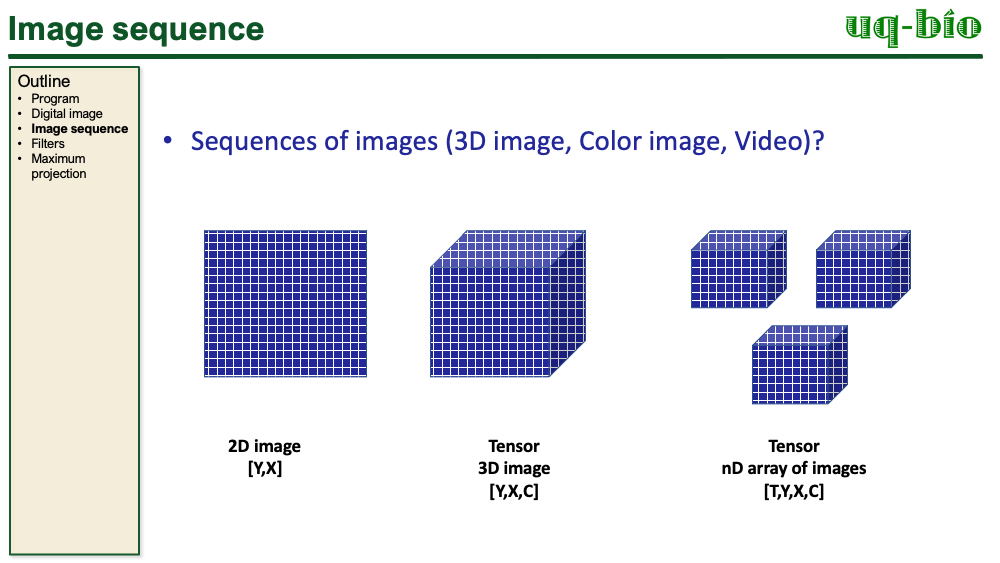 Image sequence
uq-bio
Outline
• Program
• Digital image
• Image sequence
• Filters
• Maximum
projection
• Sequences of images (3D image, Color image, Video)?
2D image
[Y,X]
Tensor
3D image
[Y,X,C]
Tensor
nD array of images
[T,Y,X,C]